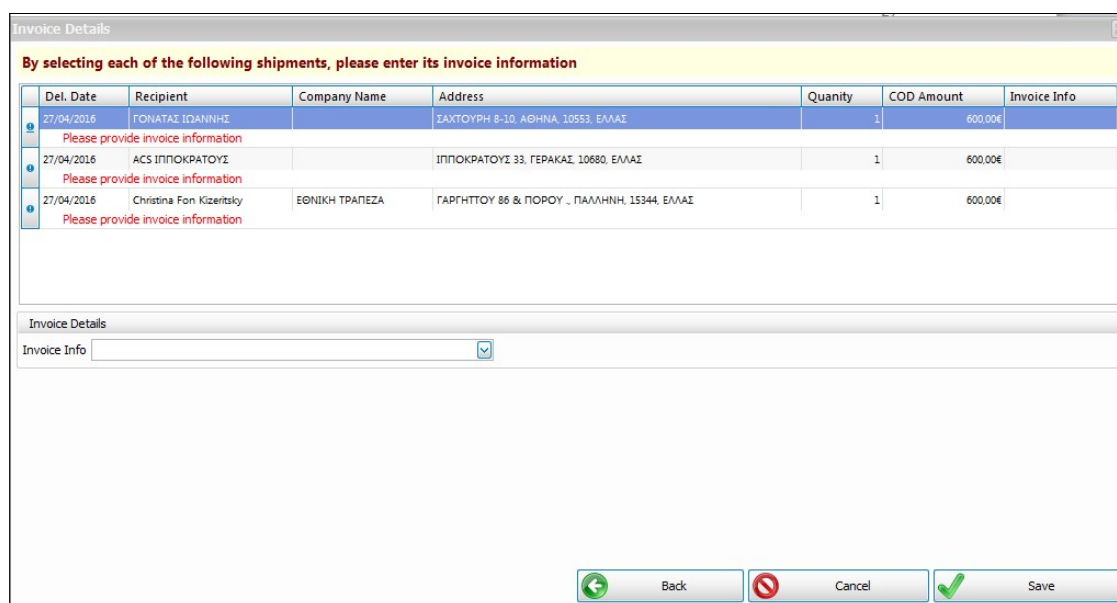 Invoice Details
By selecting each of the following shipments, please enter its invoice information
Del. Date Recipient Company Name Address Quanity COD Amount Invoice Info
27/04/2016 ΓΟΝΑΤΑΣ ΙΩΑΝΝΗΣ ΣΑΧΤΟΥΡΗ 8-10, ΑΘΗΝΑ, 10553, ΕΛΛΑΣ 1 600,00€
Please provide invoice information
27/04/2016 ACS ΙΠΠΟΚΡΑΤΟΥΣ ΙΠΠΟΚΡΑΤΟΥΣ 33, ΓΕΡΑΚΑΣ, 10680, ΕΛΛΑΣ 1 600,00€
Please provide invoice information
27/04/2016 Christina Fon Kizeritsky ΕΘΝΙΚΗ ΤΡΑΠΕΖΑ ΓΑΡΓΗΤΤΟΥ 86 & ΠΟΡΟΥ ., ΠΑΛΛΗΝΗ, 15344, ΕΛΛΑΣ 1 600,00€
Please provide invoice information
Invoice Details
Invoice Info
Back Cancel Save